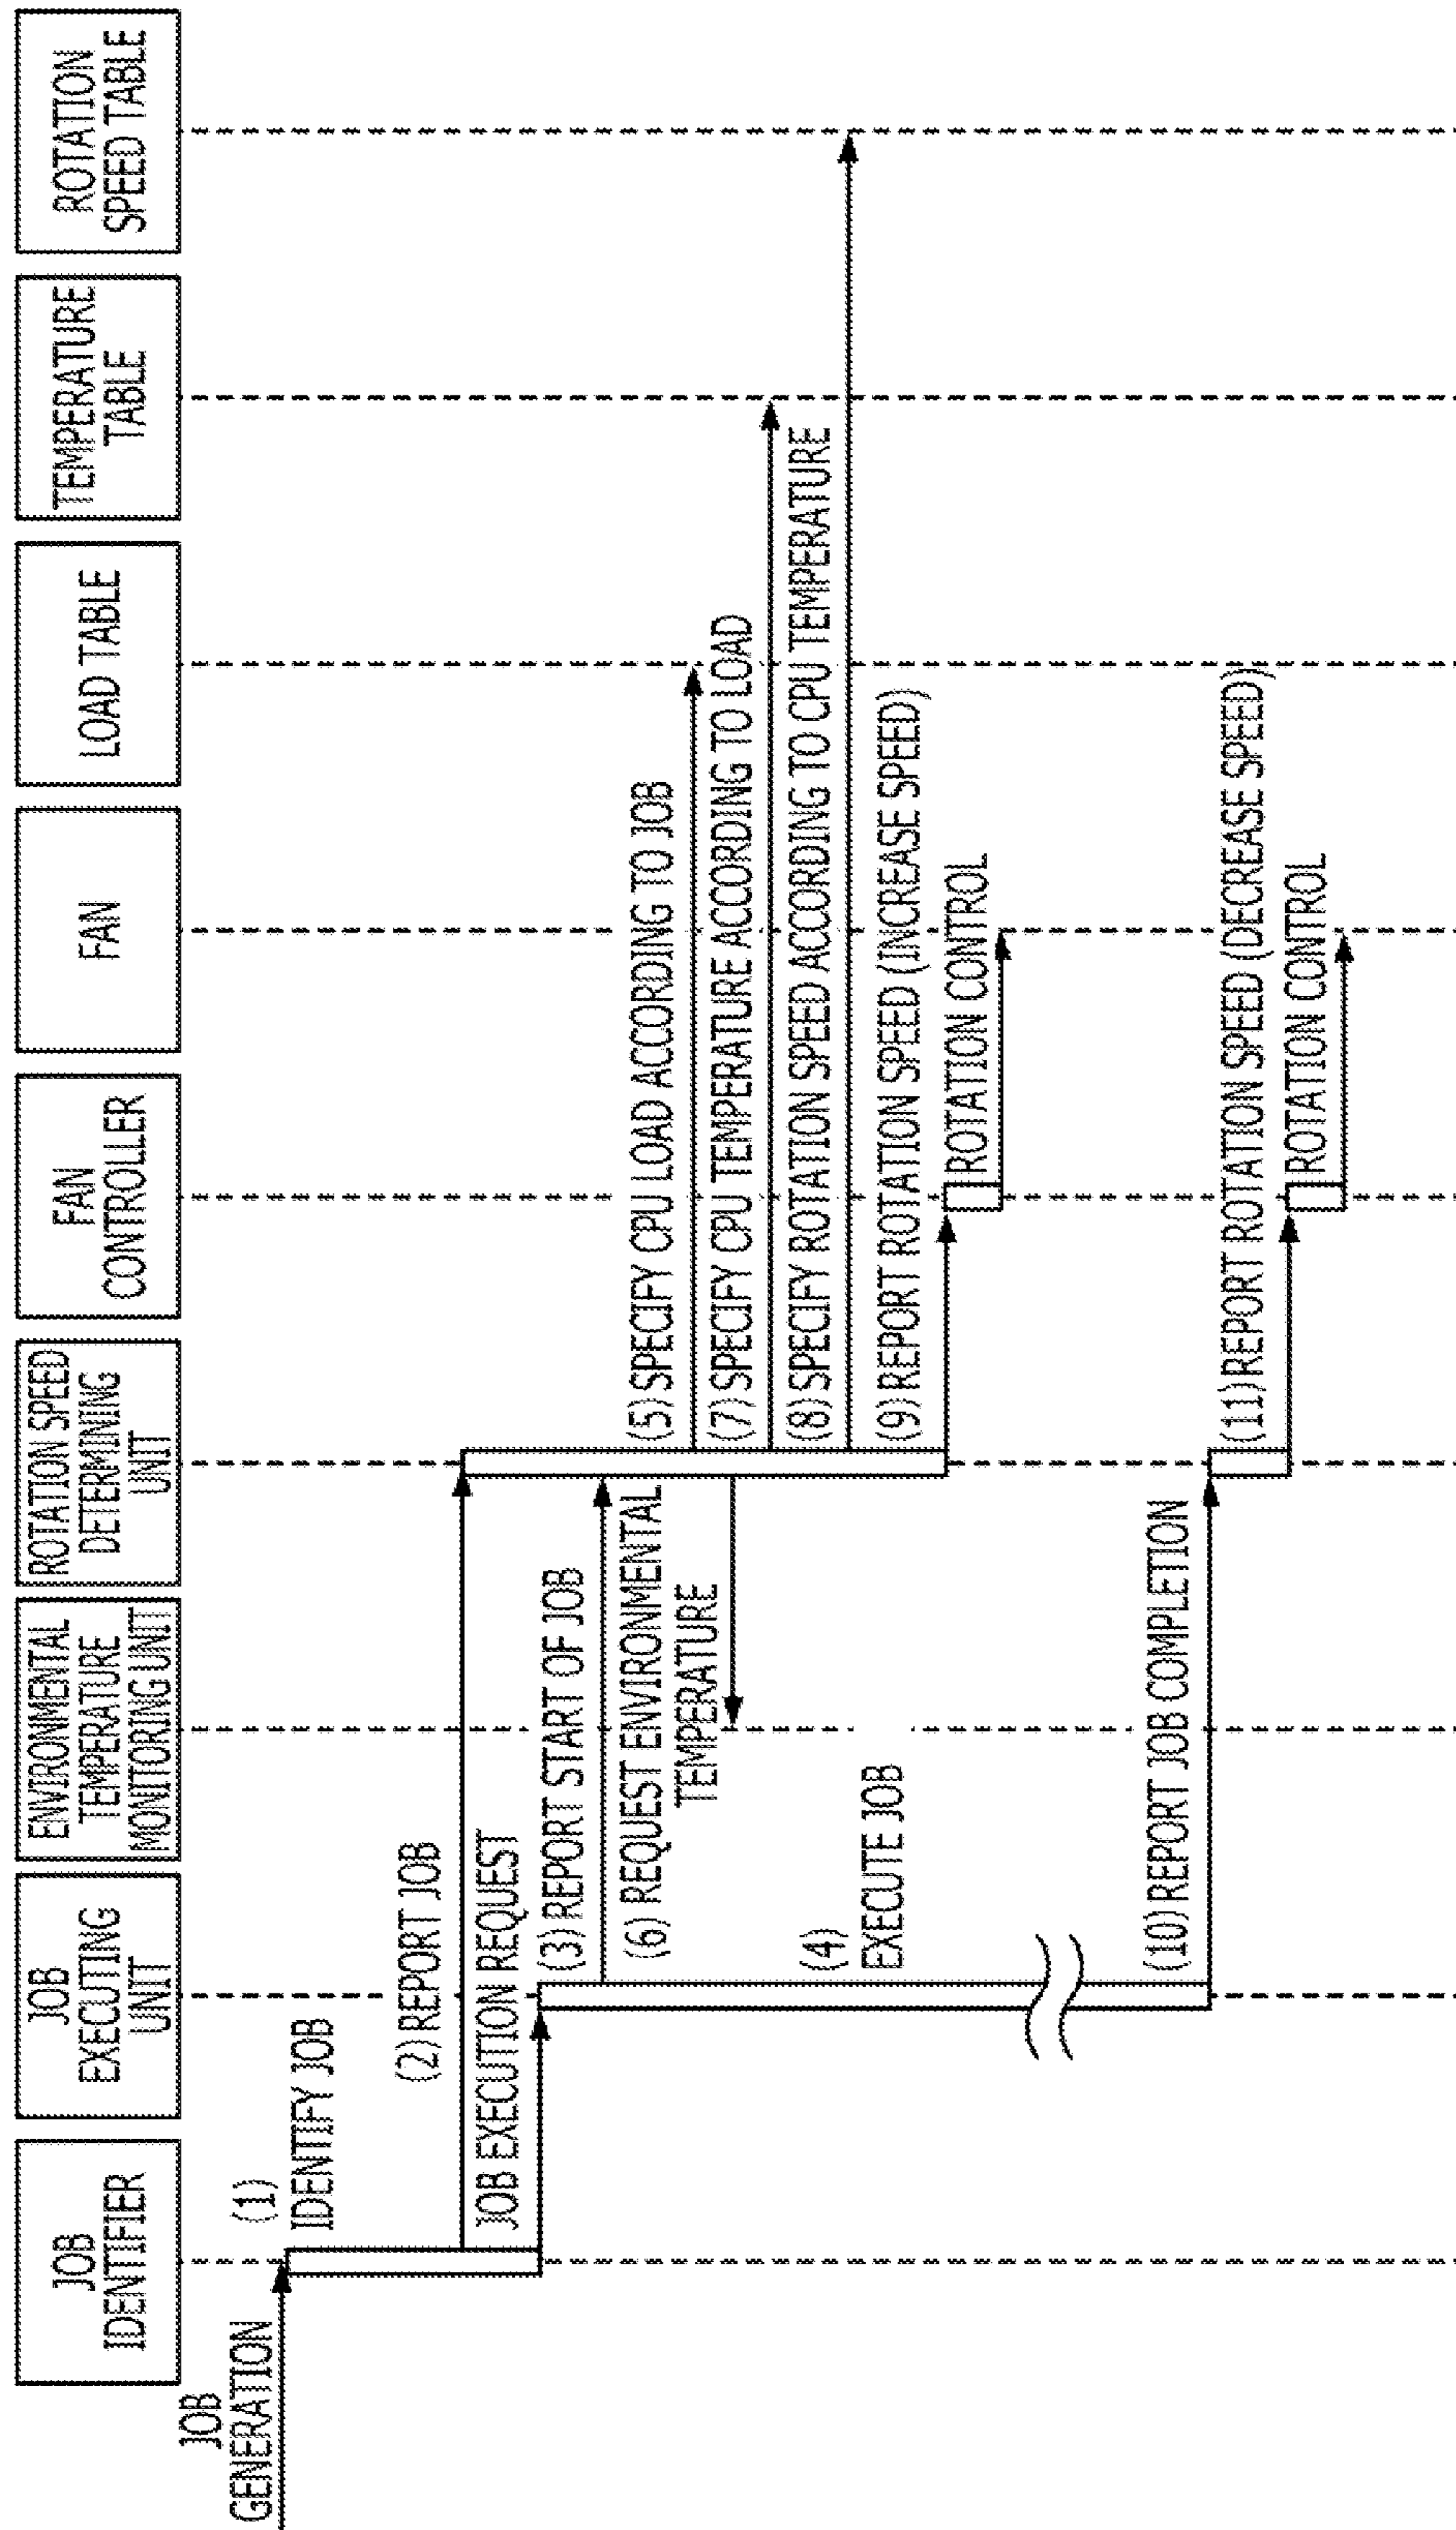 JOB
IDENTIFIER
JOB
EXECUTING
UNIT
ENVIRONMENTAL
TEMPERATURE
MONITORING UNIT
ROTATION SPEED
DETERMINING
UNIT
FAN
CONTROLLER
FAN
LOAD TABLE
TEMPERATURE
TABLE
ROTATION
SPEED TABLE
JOB
GENERATION
(1)
IDENTIFY JOB
(2) REPORT JOB
JOB EXECUTION REQUEST
(3) REPORT START OF JOB
(5) SPECIFY CPU LOAD ACCORDING TO JOB
(6) REQUEST ENVIRONMENTAL
TEMPERATURE
(7) SPECIFY CPU TEMPERATURE ACCORDING TO LOAD
(4)
EXECUTE JOB
(8) SPECIFY ROTATION SPEED ACCORDING TO CPU TEMPERATURE
(9) REPORT ROTATION SPEED (INCREASE SPEED)
ROTATION CONTROL
(10) REPORT JOB COMPLETION
(11) REPORT ROTATION SPEED (DECREASE SPEED)
ROTATION CONTROL